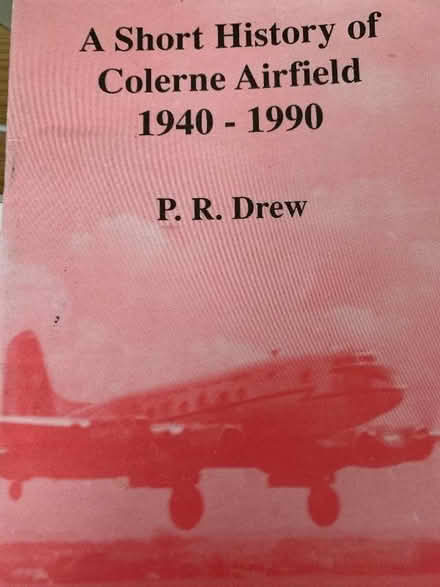 A Short History of
Colerne Airfield
1940 - 1990
P. R. Drew